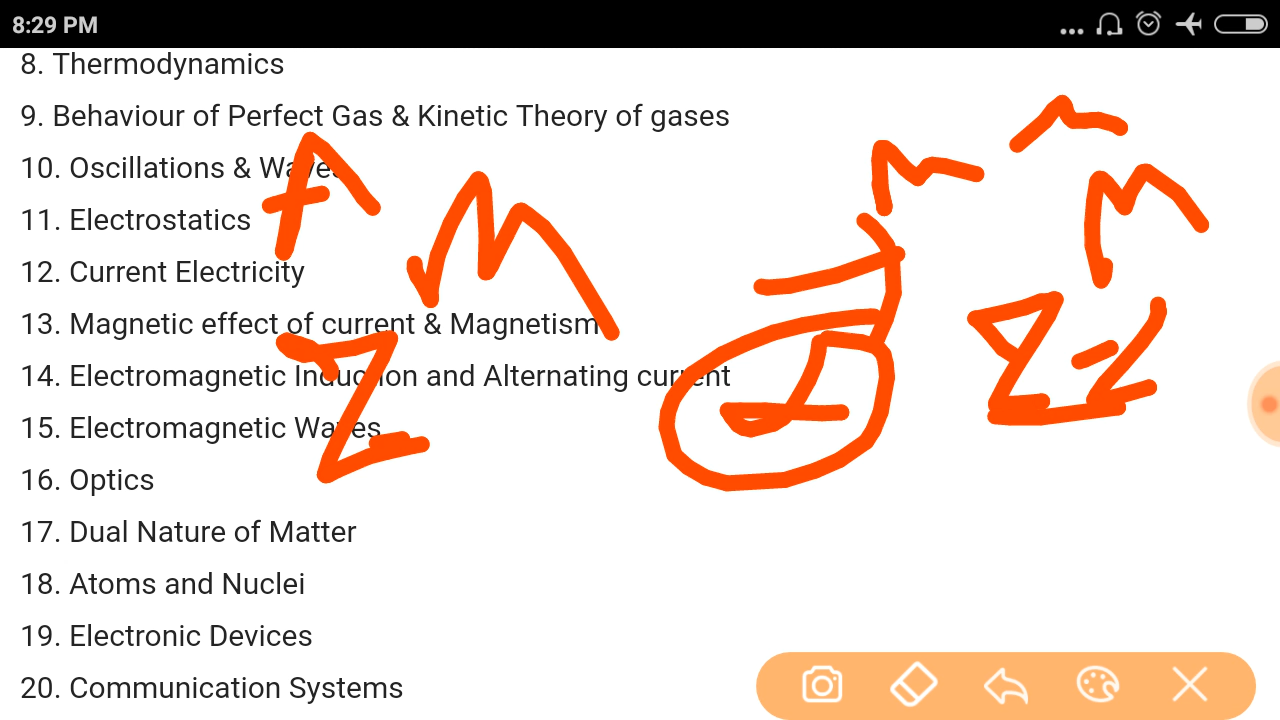 8:29 PM
8. Thermodynamics
9. Behaviour of Perfect Gas & Kinetic Theory of gases
10. Oscillations & Waves
11. Electrostatics
12. Current Electricity
13. Magnetic effect of current & Magnetism
14. Electromagnetic Induction and Alternating current
15. Electromagnetic Waves
16. Optics
17. Dual Nature of Matter
18. Atoms and Nuclei
19. Electronic Devices
20. Communication Systems